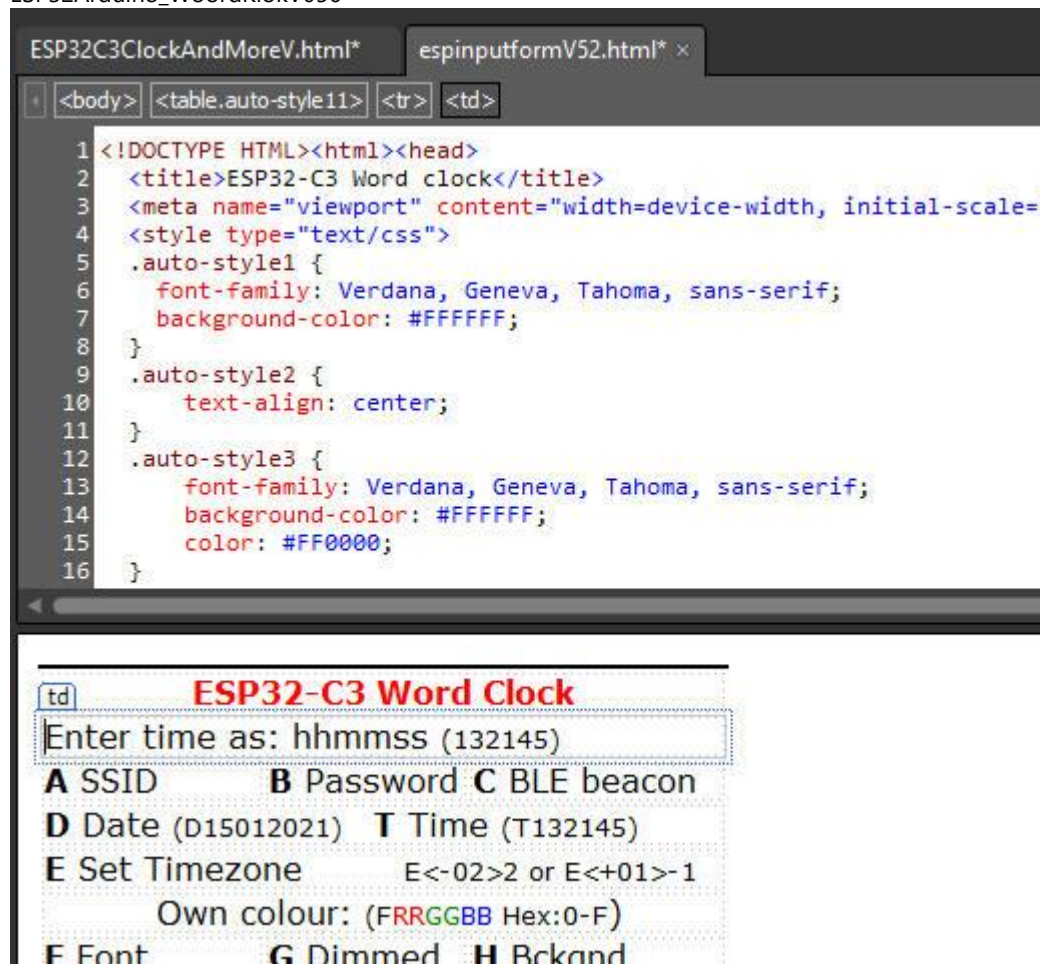 ESP32C3ClockAndMoreV.html* espinputformV52.html* ×
<body> <table.auto-style11> <tr> <td>
1 <!DOCTYPE HTML><html><head>
2 <title>ESP32-C3 Word clock</title>
3 <meta name="viewport" content="width=device-width, initial-scale=
4 <style type="text/css">
5 .auto-style1 {
6 font-family: Verdana, Geneva, Tahoma, sans-serif;
7 background-color: #FFFFFF;
8 }
9 .auto-style2 {
10 text-align: center;
11 }
12 .auto-style3 {
13 font-family: Verdana, Geneva, Tahoma, sans-serif;
14 background-color: #FFFFFF;
15 color: #FF0000;
16 }
td ESP32-C3 Word Clock
Enter time as: hhmmss (132145)
A SSID B Password C BLE beacon
D Date (D15012021) T Time (T132145)
E Set Timezone E<-02>2 or E<+01>-1
Own colour: (FRRGGBB Hex:0-F)
F Font G Dimmed H Bckgnd